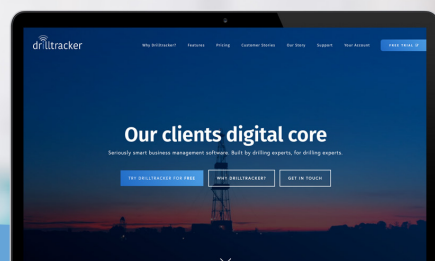 drilltracker
Why Drilltracker? Features Pricing Customer Stories Our Story Support Your Account FREE TRIAL
Our clients digital core
Seriously smart business management software. Built by drilling experts, for drilling experts.
TRY DRILLTRACKER FOR FREE WHY DRILLTRACKER? GET IN TOUCH